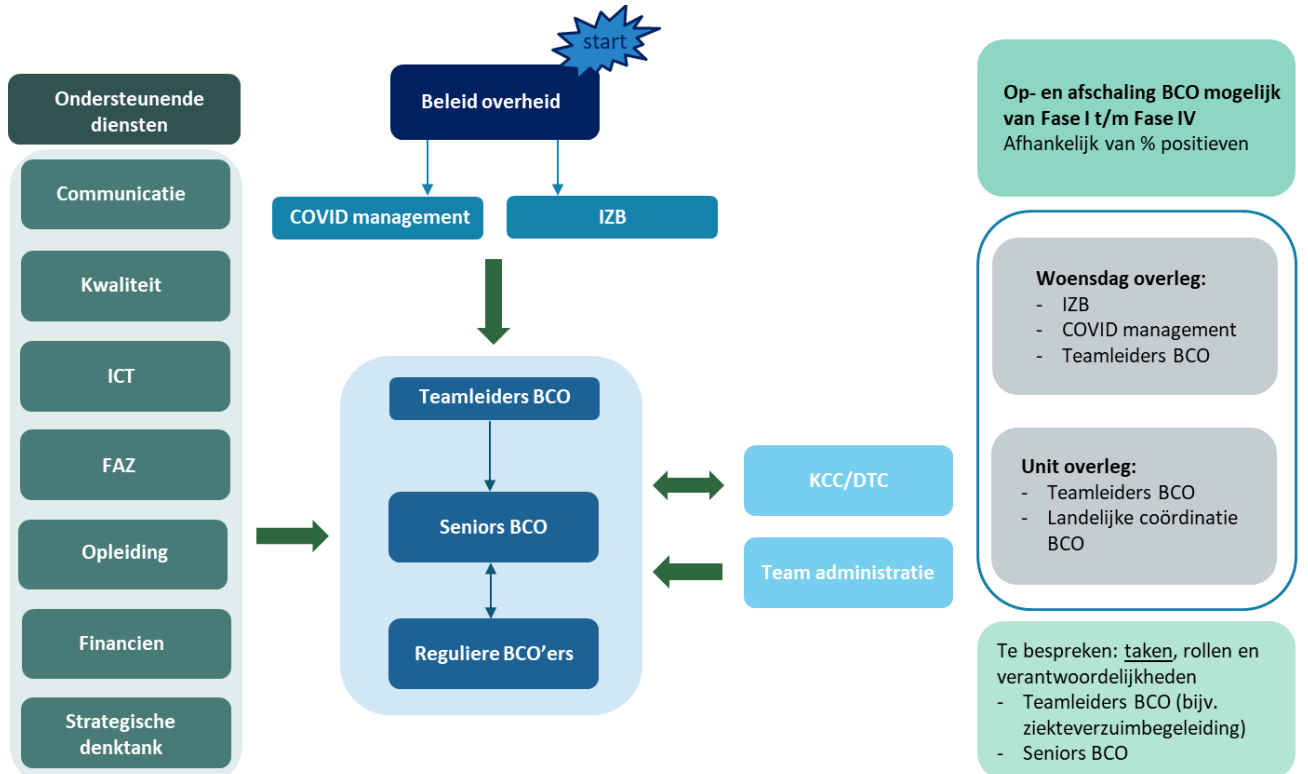 start
Ondersteunende
diensten
Communicatie
Kwaliteit
ICT
FAZ
Opleiding
Financien
Strategische
denktank
Beleid overheid
COVID management
IZB
Teamleiders BCO
Seniors BCO
Reguliere BCO’ers
KCC/DTC
Team administratie
Op- en afschaling BCO mogelijk
van Fase I t/m Fase IV
Afhankelijk van % positieven
Woensdag overleg:
- IZB
- COVID management
- Teamleiders BCO
Unit overleg:
- Teamleiders BCO
- Landelijke coördinatie
BCO
Te bespreken: taken, rollen en
verantwoordelijkheden
- Teamleiders BCO (bijv.
ziekteverzuimbegeleiding)
- Seniors BCO